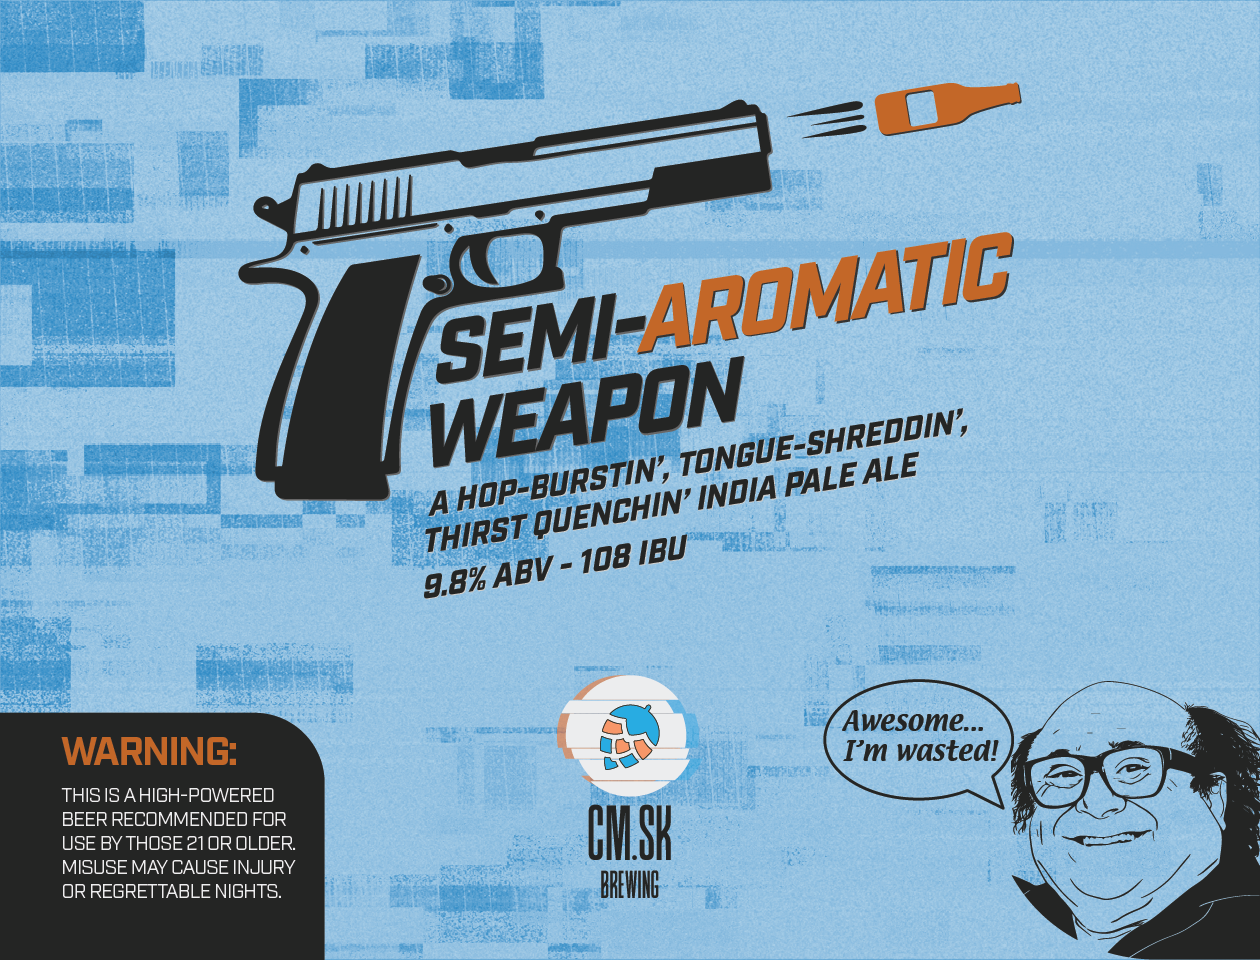 SEMI-AROMATIC
WEAPON
A HOP-BURSTIN', TONGUE-SHREDDIN',
THIRST QUENCHIN' INDIA PALE ALE
9.8% ABV - 108 IBU
WARNING:
THIS IS A HIGH-POWERED
BEER RECOMMENDED FOR
USE BY THOSE 21 OR OLDER.
MISUSE MAY CAUSE INJURY
OR REGRETTABLE NIGHTS.
CM.SK
BREWING
Awesome...
I'm wasted!